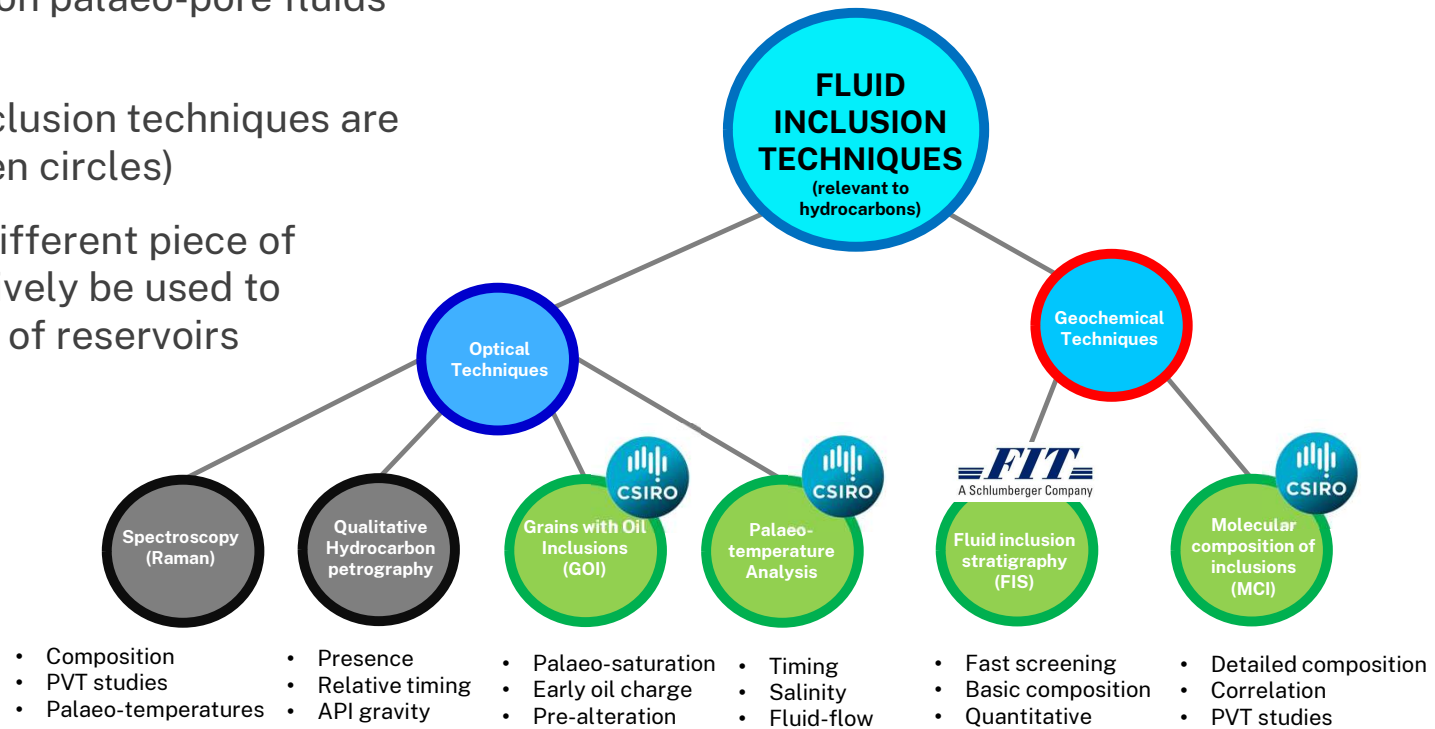 on palaeo-pore fluids
clusion techniques are
en circles)
ifferent piece of
ively be used to
of reservoirs
FLUID
INCLUSION
TECHNIQUES
(relevant to
hydrocarbons)
Optical
Techniques
Geochemical
Techniques
CSIRO
CSIRO
FIT
A Schlumberger Company
CSIRO
Spectroscopy
(Raman)
Qualitative
Hydrocarbon
petrography
Grains with Oil
Inclusions
(GOI)
Palaeo-
temperature
Analysis
Fluid inclusion
stratigraphy
(FIS)
Molecular
composition of
inclusions
(MCI)
• Composition
• PVT studies
• Palaeo-temperatures
• Presence
• Relative timing
• API gravity
• Palaeo-saturation
• Early oil charge
• Pre-alteration
• Timing
• Salinity
• Fluid-flow
• Fast screening
• Basic composition
• Quantitative
• Detailed composition
• Correlation
• PVT studies